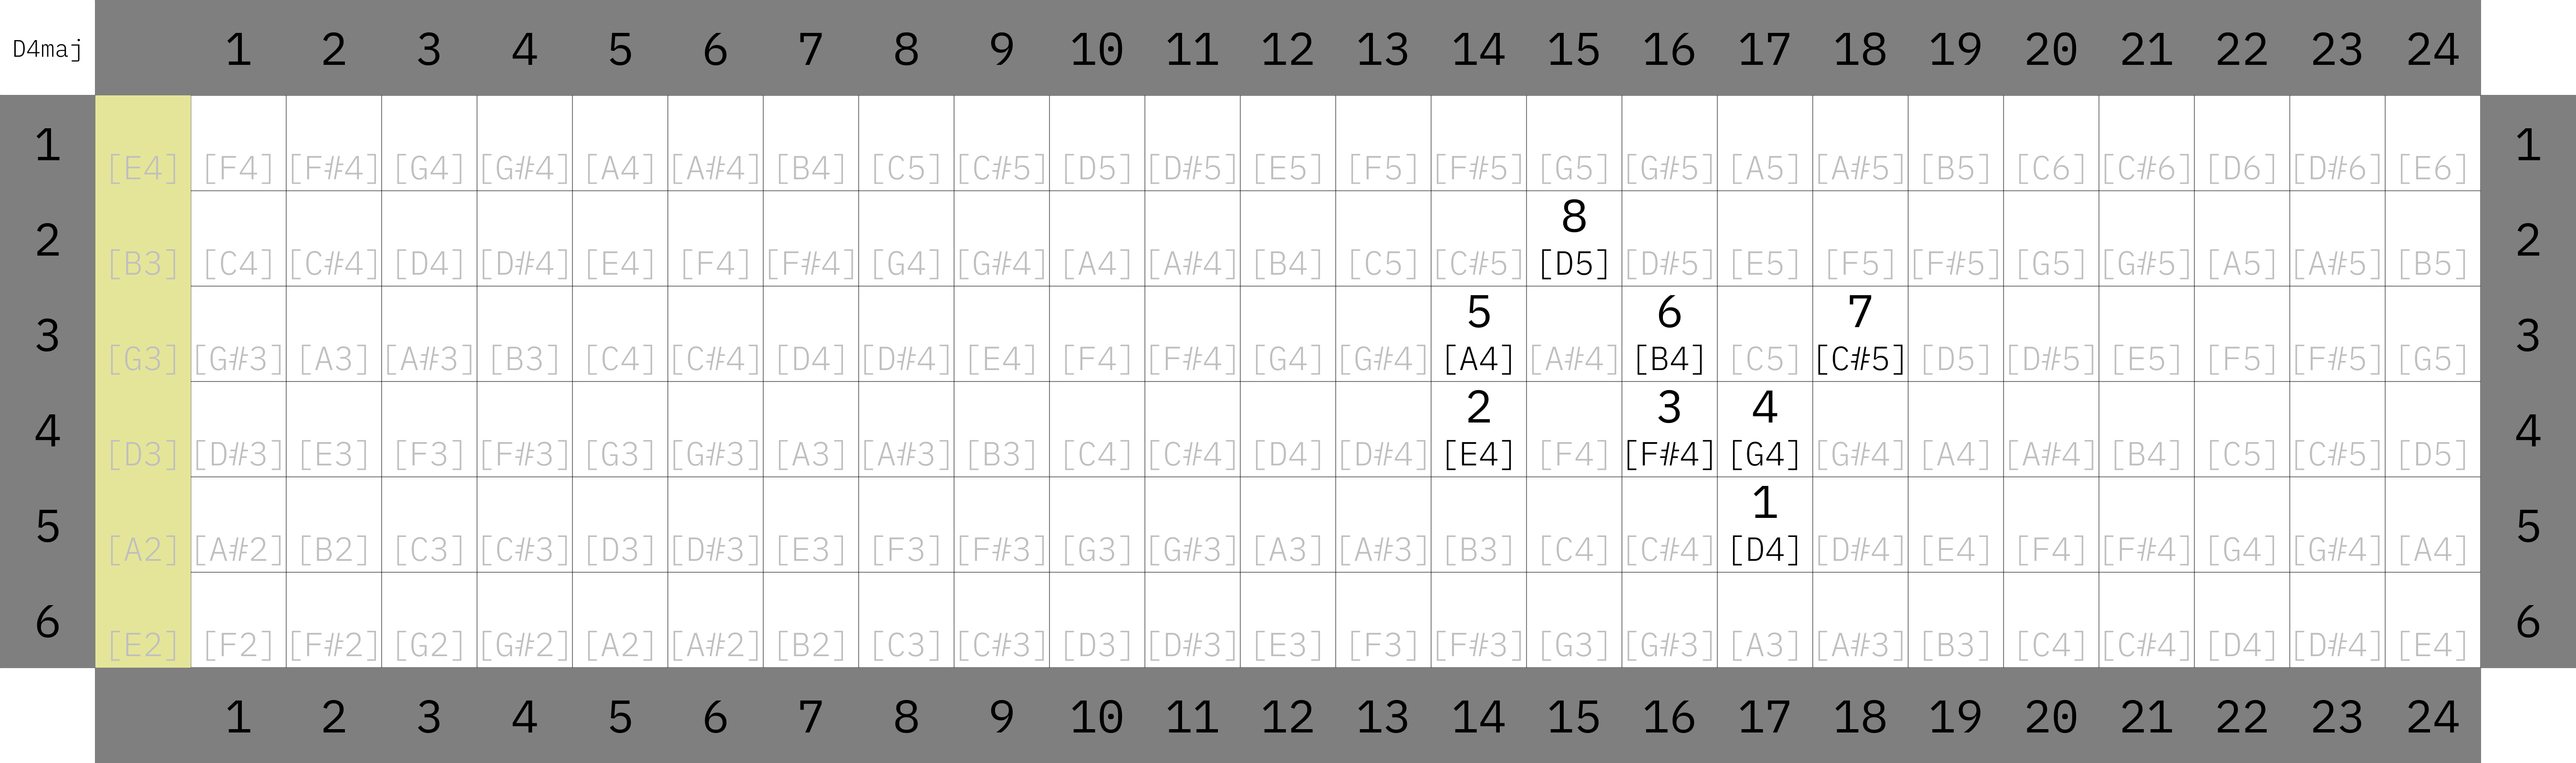 D4maj 1 2 3 4 5 6 7 8 9 10 11 12 13 14 15 16 17 18 19 20 21 22 23 24
1 [E4] [F4] [F#4] [G4] [G#4] [A4] [A#4] [B4] [C5] [C#5] [D5] [D#5] [E5] [F5] [F#5] [G5] [G#5] [A5] [A#5] [B5] [C6] [C#6] [D6] [D#6] [E6] 1
8
2 [B3] [C4] [C#4] [D4] [D#4] [E4] [F4] [F#4] [G4] [G#4] [A4] [A#4] [B4] [C5] [C#5] [D5] [D#5] [E5] [F5] [F#5] [G5] [G#5] [A5] [A#5] [B5] 2
5 6 7
3 [G3] [G#3] [A3] [A#3] [B3] [C4] [C#4] [D4] [D#4] [E4] [F4] [F#4] [G4] [G#4] [A4] [A#4] [B4] [C5] [C#5] [D5] [D#5] [E5] [F5] [F#5] [G5] 3
2 3 4
4 [D3] [D#3] [E3] [F3] [F#3] [G3] [G#3] [A3] [A#3] [B3] [C4] [C#4] [D4] [D#4] [E4] [F4] [F#4] [G4] [G#4] [A4] [A#4] [B4] [C5] [C#5] [D5] 4
1
5 [A2] [A#2] [B2] [C3] [C#3] [D3] [D#3] [E3] [F3] [F#3] [G3] [G#3] [A3] [A#3] [B3] [C4] [C#4] [D4] [D#4] [E4] [F4] [F#4] [G4] [G#4] [A4] 5
6 [E2] [F2] [F#2] [G2] [G#2] [A2] [A#2] [B2] [C3] [C#3] [D3] [D#3] [E3] [F3] [F#3] [G3] [G#3] [A3] [A#3] [B3] [C4] [C#4] [D4] [D#4] [E4] 6
1 2 3 4 5 6 7 8 9 10 11 12 13 14 15 16 17 18 19 20 21 22 23 24